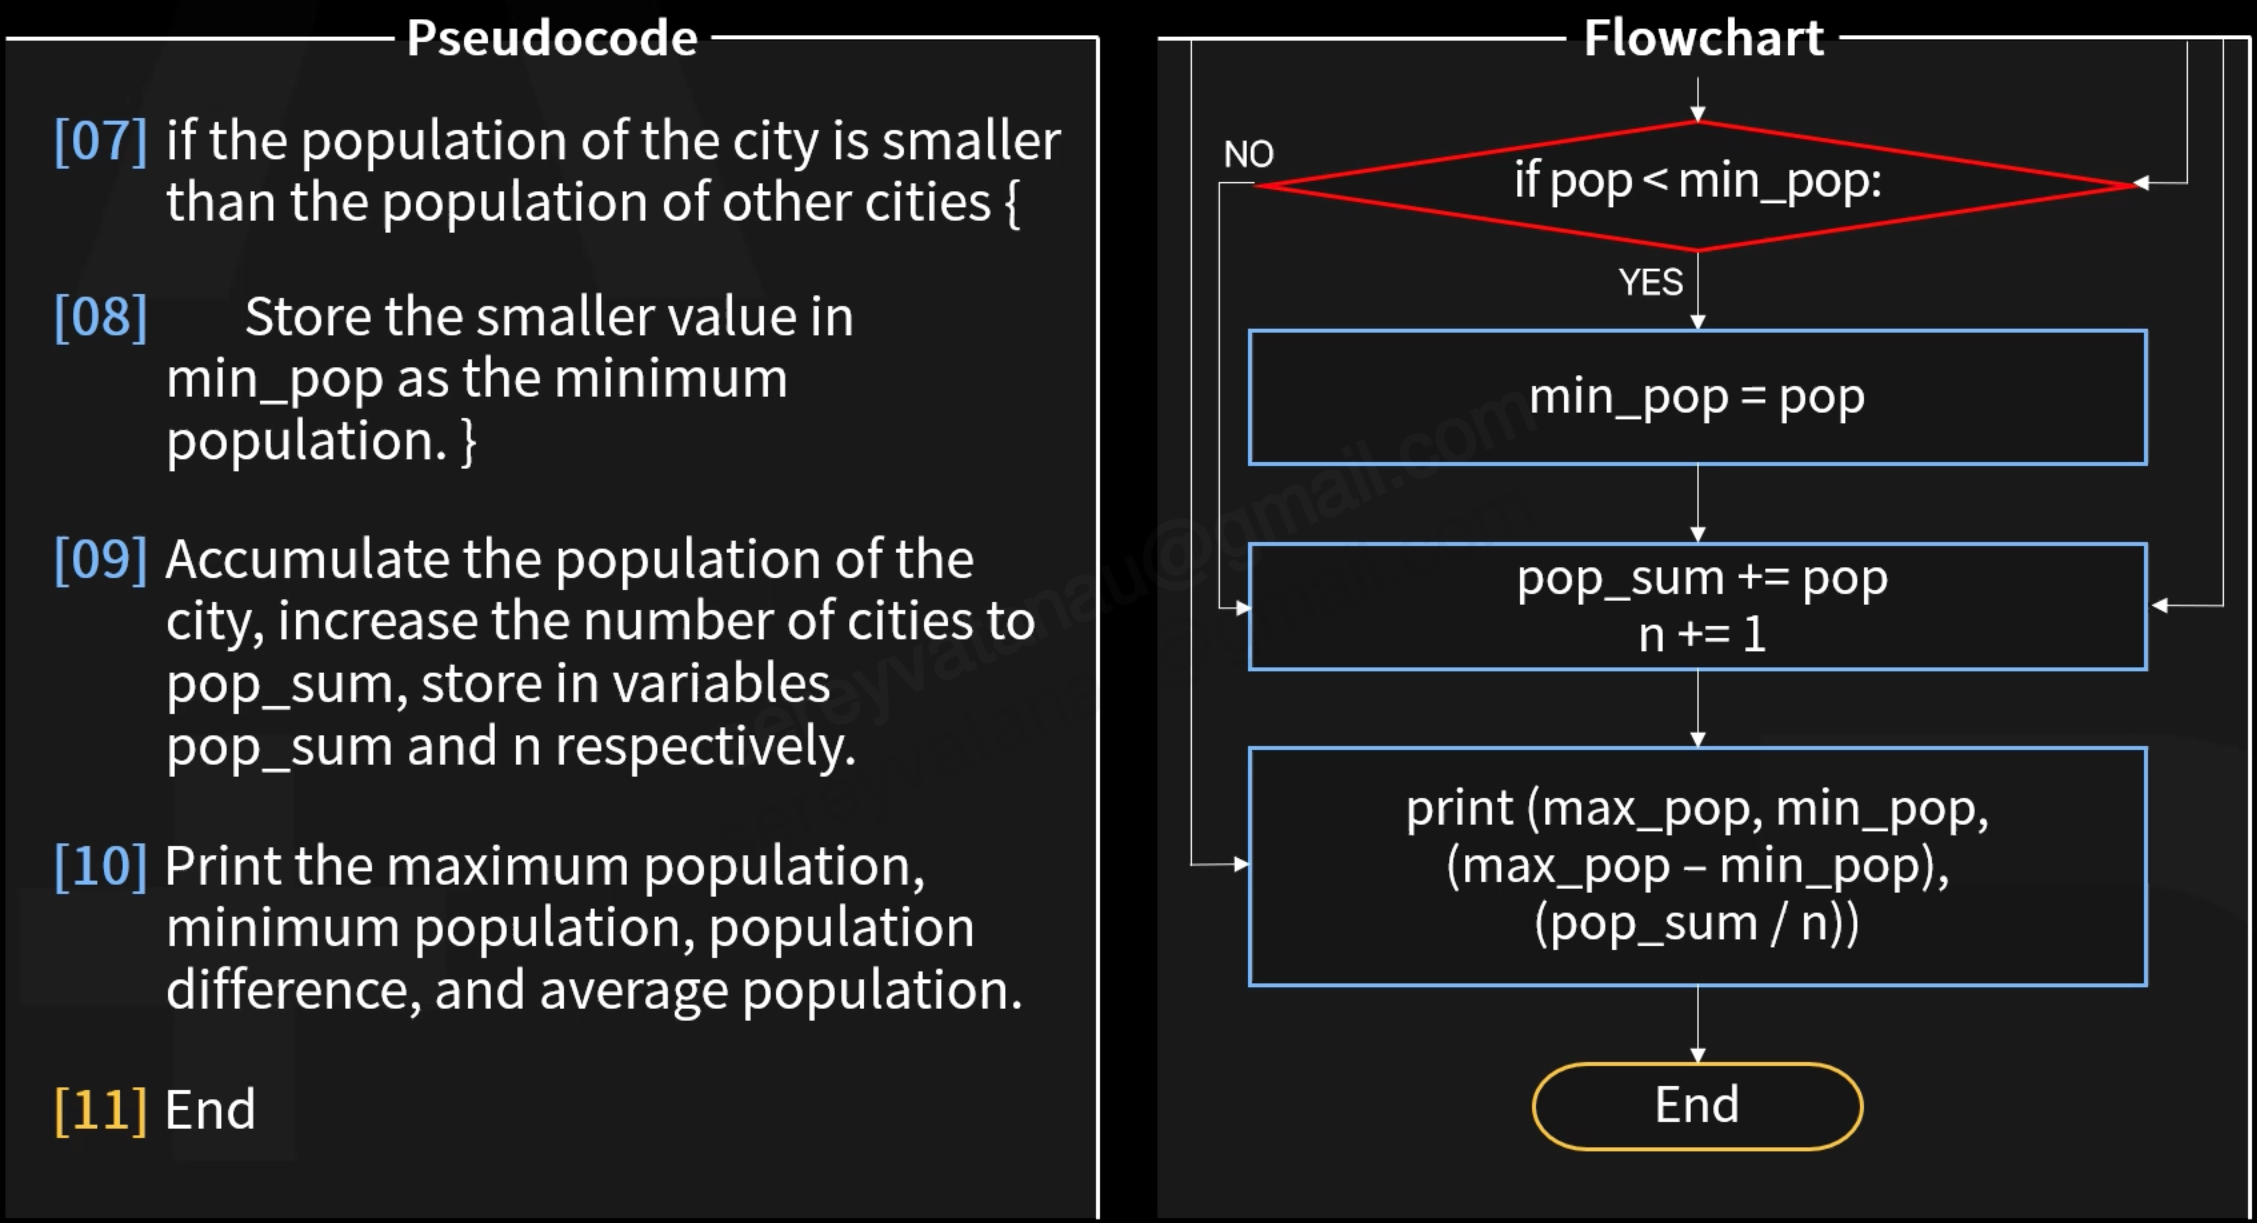 Pseudocode
[07] if the population of the city is smaller
than the population of other cities {
[08] Store the smaller value in
min_pop as the minimum
population. }
[09] Accumulate the population of the
city, increase the number of cities to
pop_sum, store in variables
pop_sum and n respectively.
[10] Print the maximum population,
minimum population, population
difference, and average population.
[11] End
Flowchart
NO
if pop < min_pop:
YES
min_pop = pop
pop_sum += pop
n += 1
print (max_pop, min_pop,
(max_pop – min_pop),
(pop_sum / n))
End